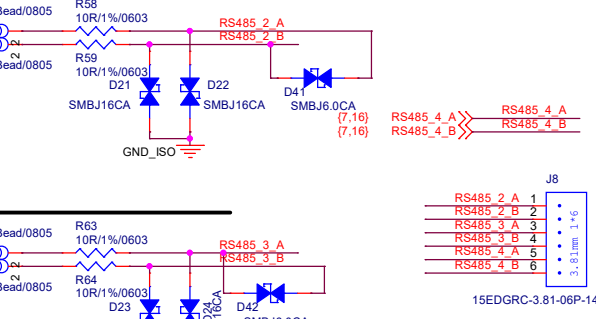 Bead/0805
R58
10R/1%/0603
RS485_2_A
RS485_2_B
2
Bead/0805
R59
10R/1%/0603
D21
D22
D41
SMBJ16CA
SMBJ16CA
SMBJ6.0CA
GND_ISO
{7,16}
RS485_4_A
RS485_4_A
{7,16}
RS485_4_B
RS485_4_B
J8
RS485_2_A
1
RS485_2_B
2
RS485_3_A
3
RS485_3_B
4
RS485_4_A
5
RS485_4_B
6
3.81mm 1*6
15EDGRC-3.81-06P-14
Bead/0805
R63
10R/1%/0603
RS485_3_A
RS485_3_B
2
Bead/0805
R64
10R/1%/0603
D23
D24
16CA
D42